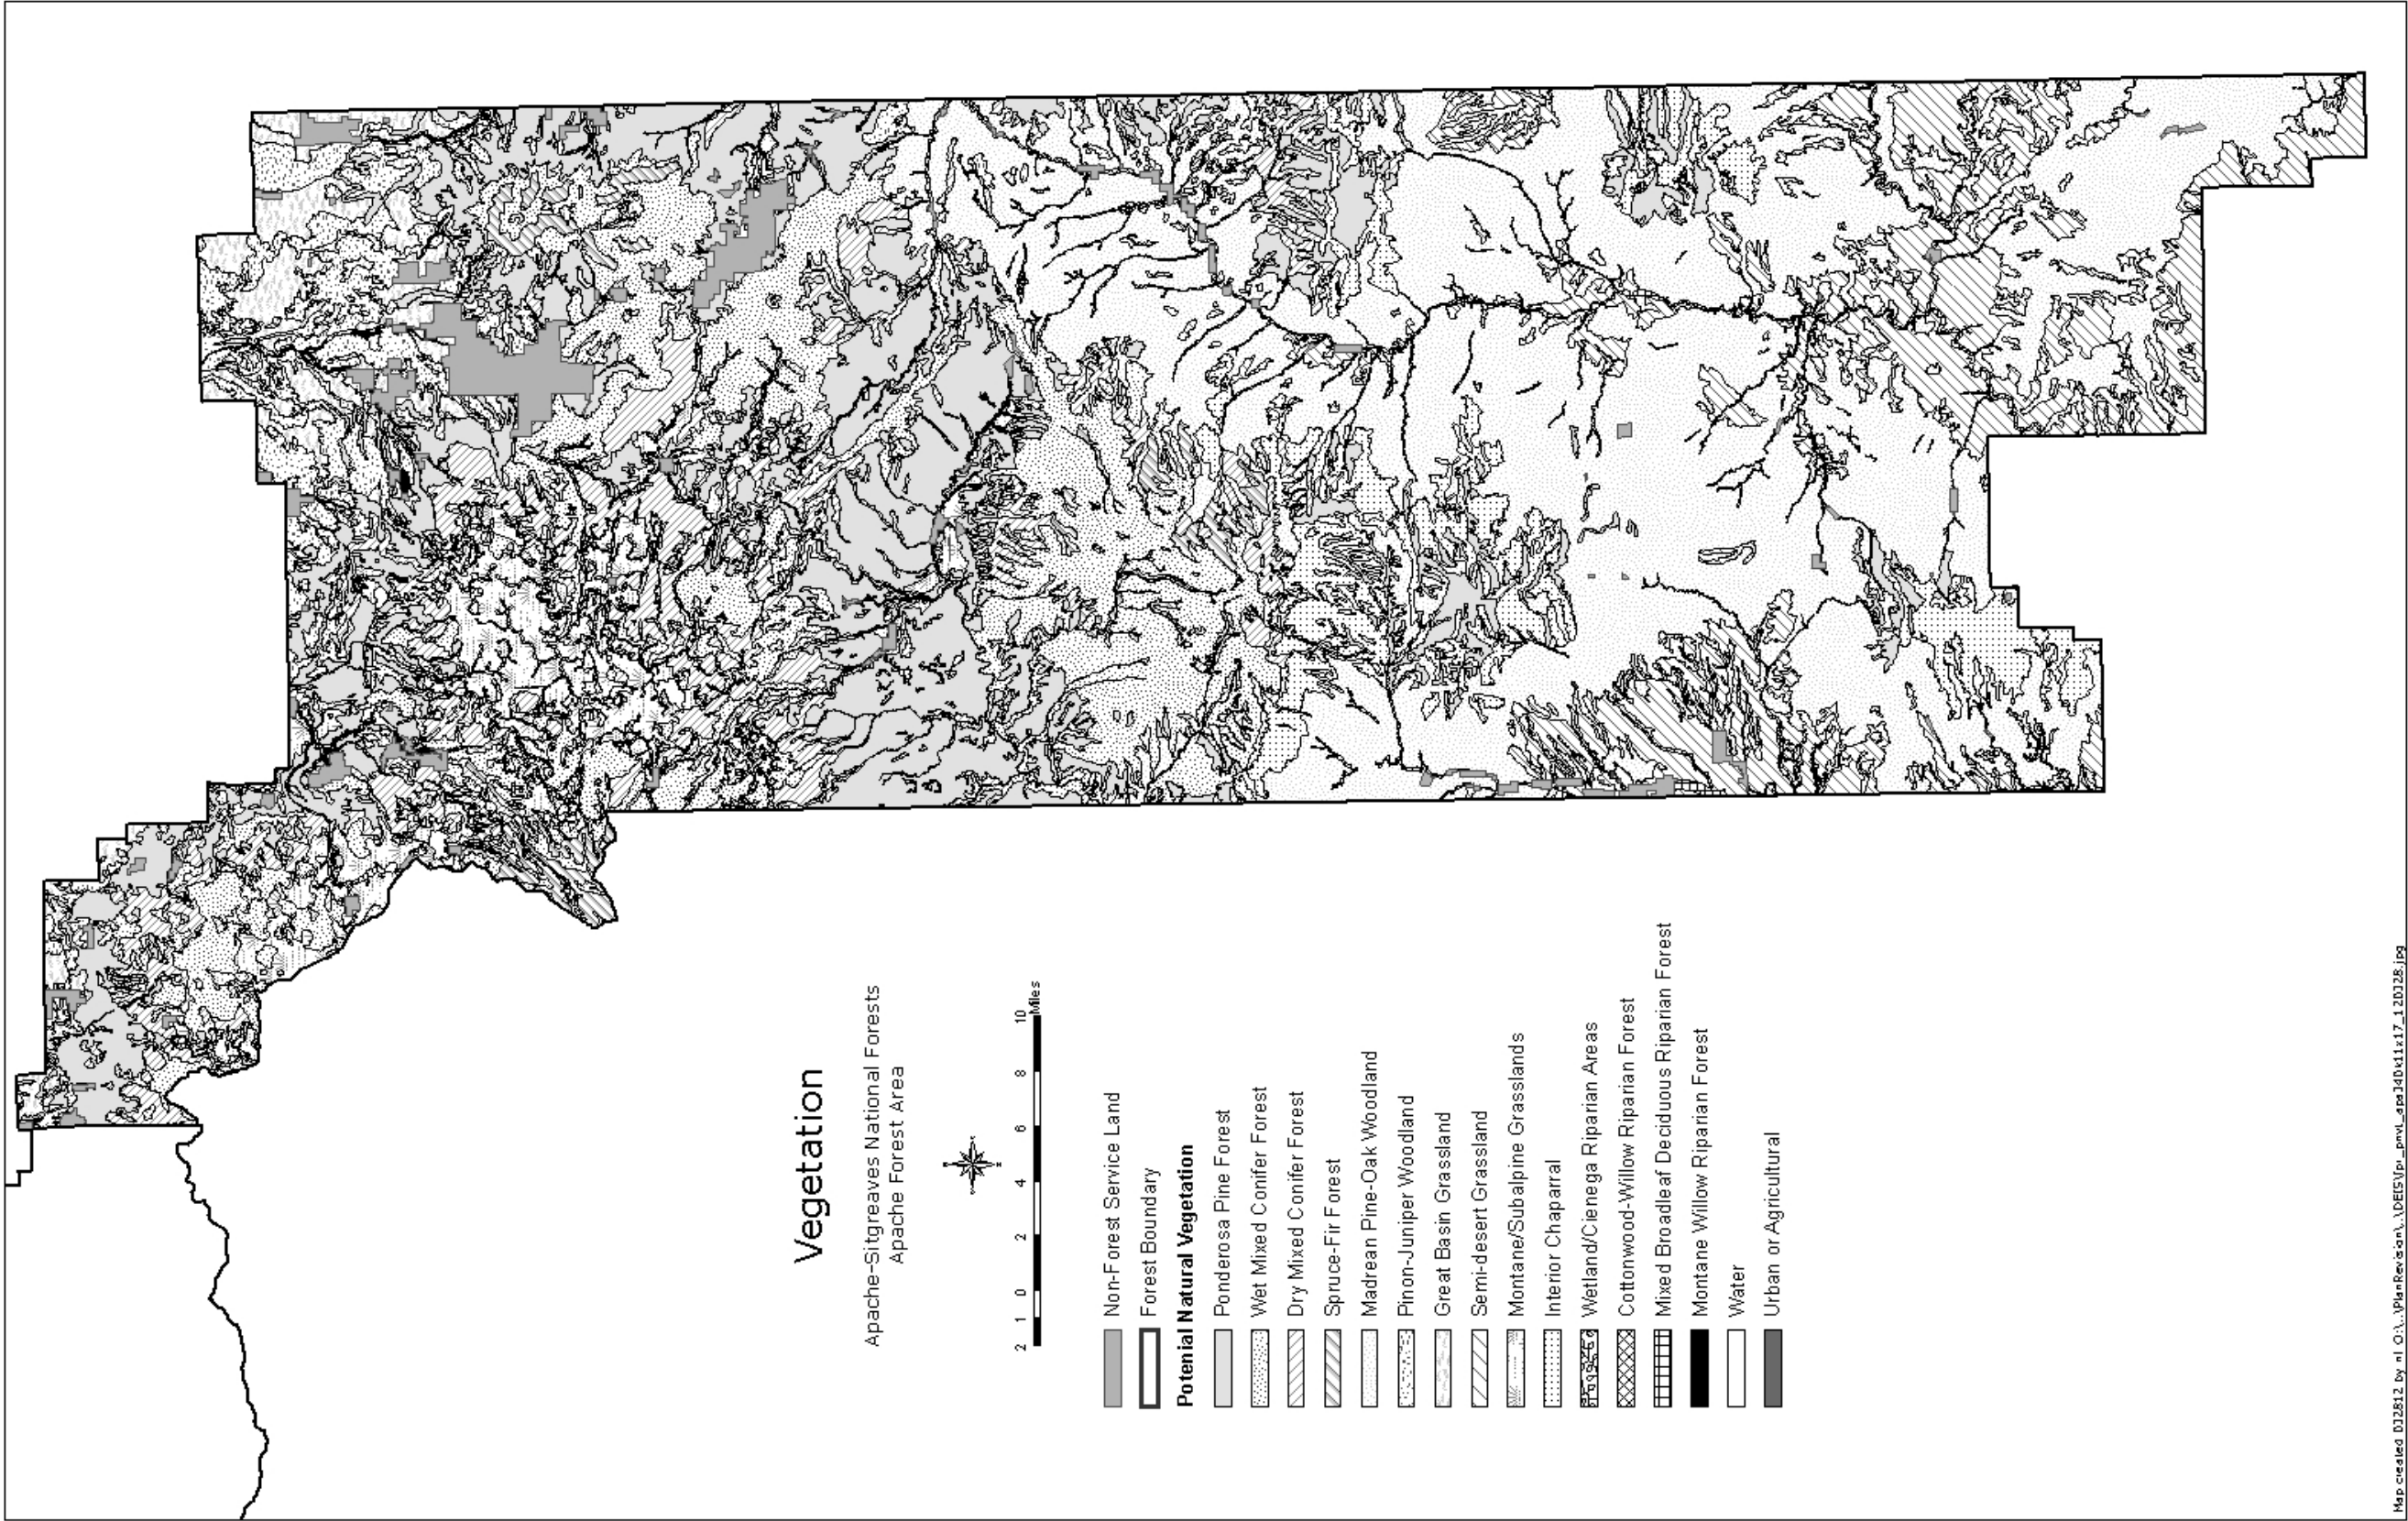 Vegetation
Apache-Sitgreaves National Forests
Apache Forest Area
2 1 0 2 4 6 8 10
Miles
Non-Forest Service Land
Forest Boundary
Potenial Natural Vegetation
Ponderosa Pine Forest
Wet Mixed Conifer Forest
Dry Mixed Conifer Forest
Spruce-Fir Forest
Madrean Pine-Oak Woodland
Pinon-Juniper Woodland
Great Basin Grassland
Semi-desert Grassland
Montane/Subalpine Grasslands
Interior Chaparral
Wetland/Cienega Riparian Areas
Cottonwood-Willow Riparian Forest
Mixed Broadleaf Deciduous Riparian Forest
Montane Willow Riparian Forest
Water
Urban or Agricultural
Map created by